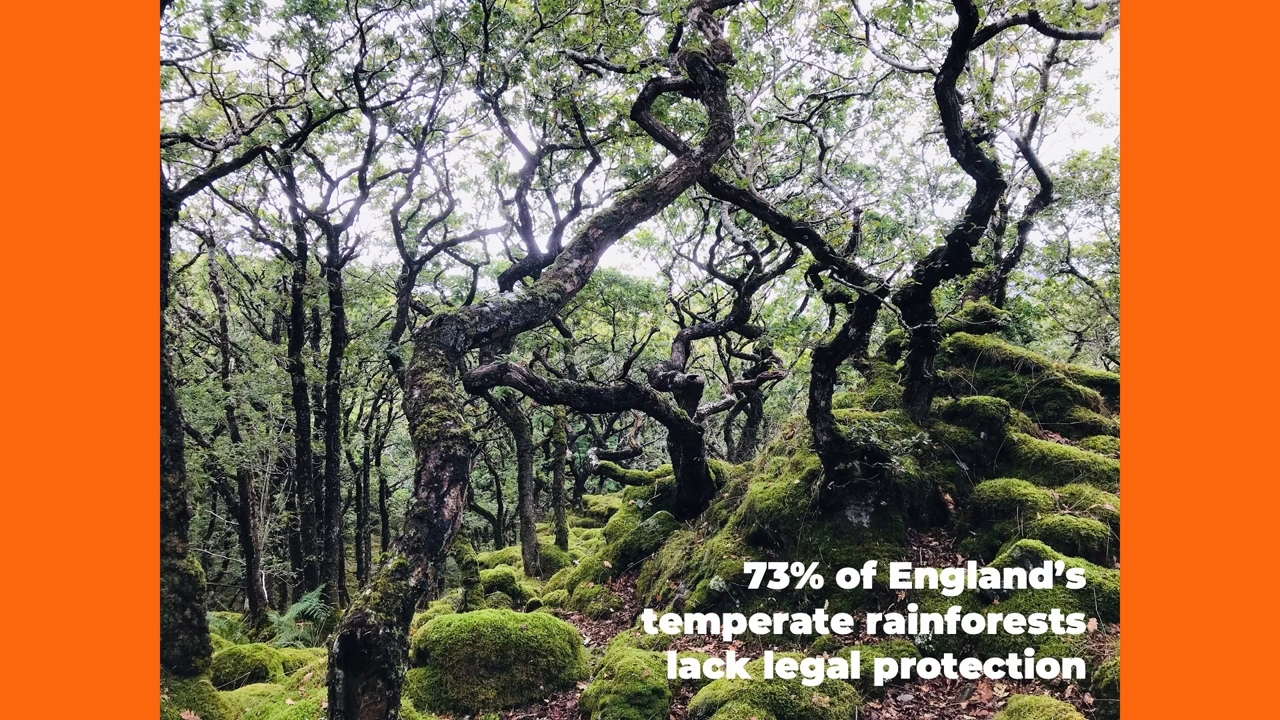 73% of England’s
temperate rainforests
lack legal protection